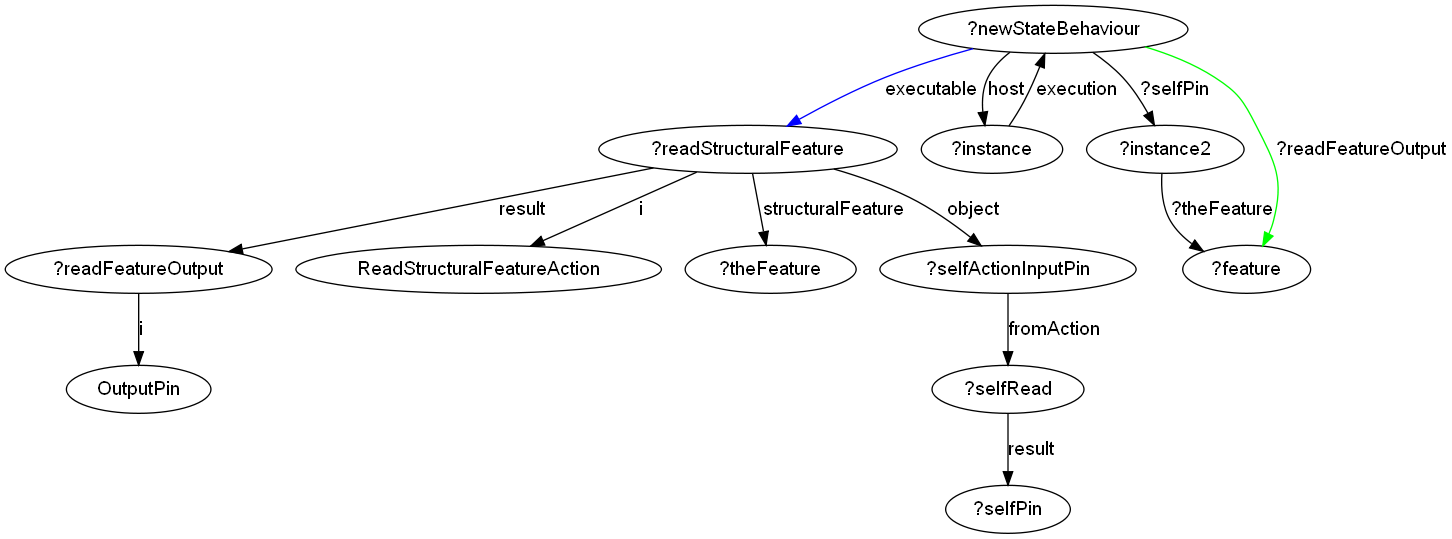 ?newStateBehaviour
executable
host
execution
?selfPin
?readStructuralFeature
?instance
?instance2
?readFeatureOutput
result
i
structuralFeature
object
?theFeature
?readFeatureOutput
ReadStructuralFeatureAction
?theFeature
?selfActionInputPin
?feature
i
fromAction
OutputPin
?selfRead
result
?selfPin